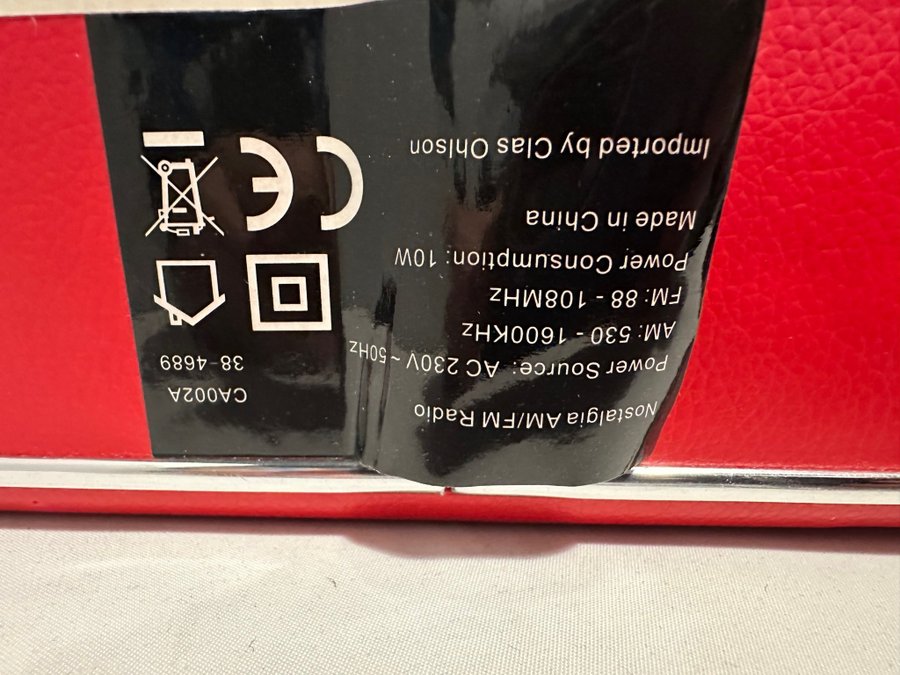 Nostalgia AM/FM Radio
Power Source: AC 230V ~ 50Hz
AM: 530 - 1600KHz
FM: 88 - 108MHz
Power Consumption: 10W
Made in China
Imported by Clas Ohlson
CA002A
38-4689
CE